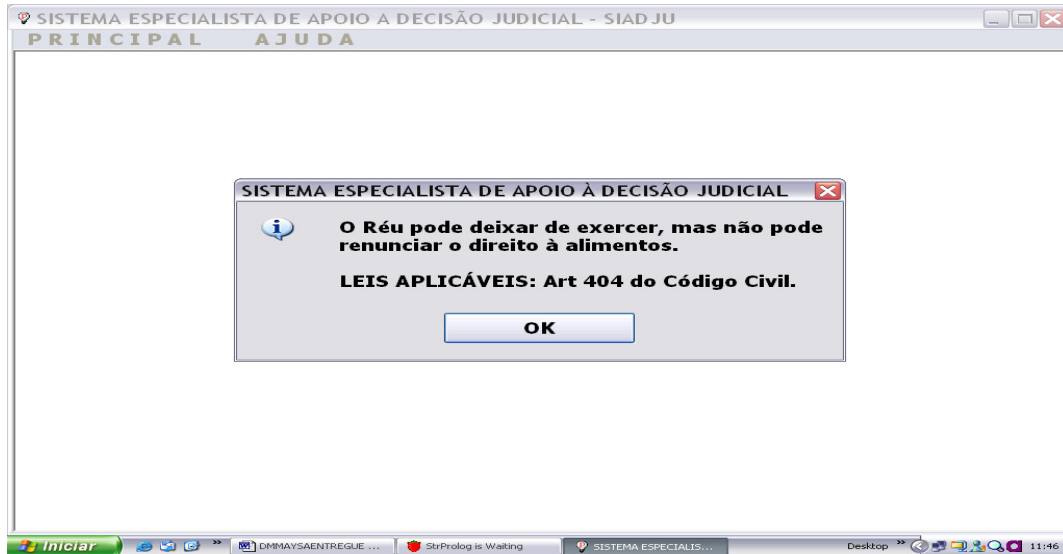 SISTEMA ESPECIALISTA DE APOIO A DECISÃO JUDICIAL - SIADJU
PRINCIPAL AJUDA
SISTEMA ESPECIALISTA DE APOIO À DECISÃO JUDICIAL
O Réu pode deixar de exercer, mas não pode
renunciar o direito à alimentos.
LEIS APLICÁVEIS: Art 404 do Código Civil.
OK
Iniciar » DMMAYSAENTREGUE ... StrProlog is Waiting SISTEMA ESPECIALIS... Desktop » 11:46